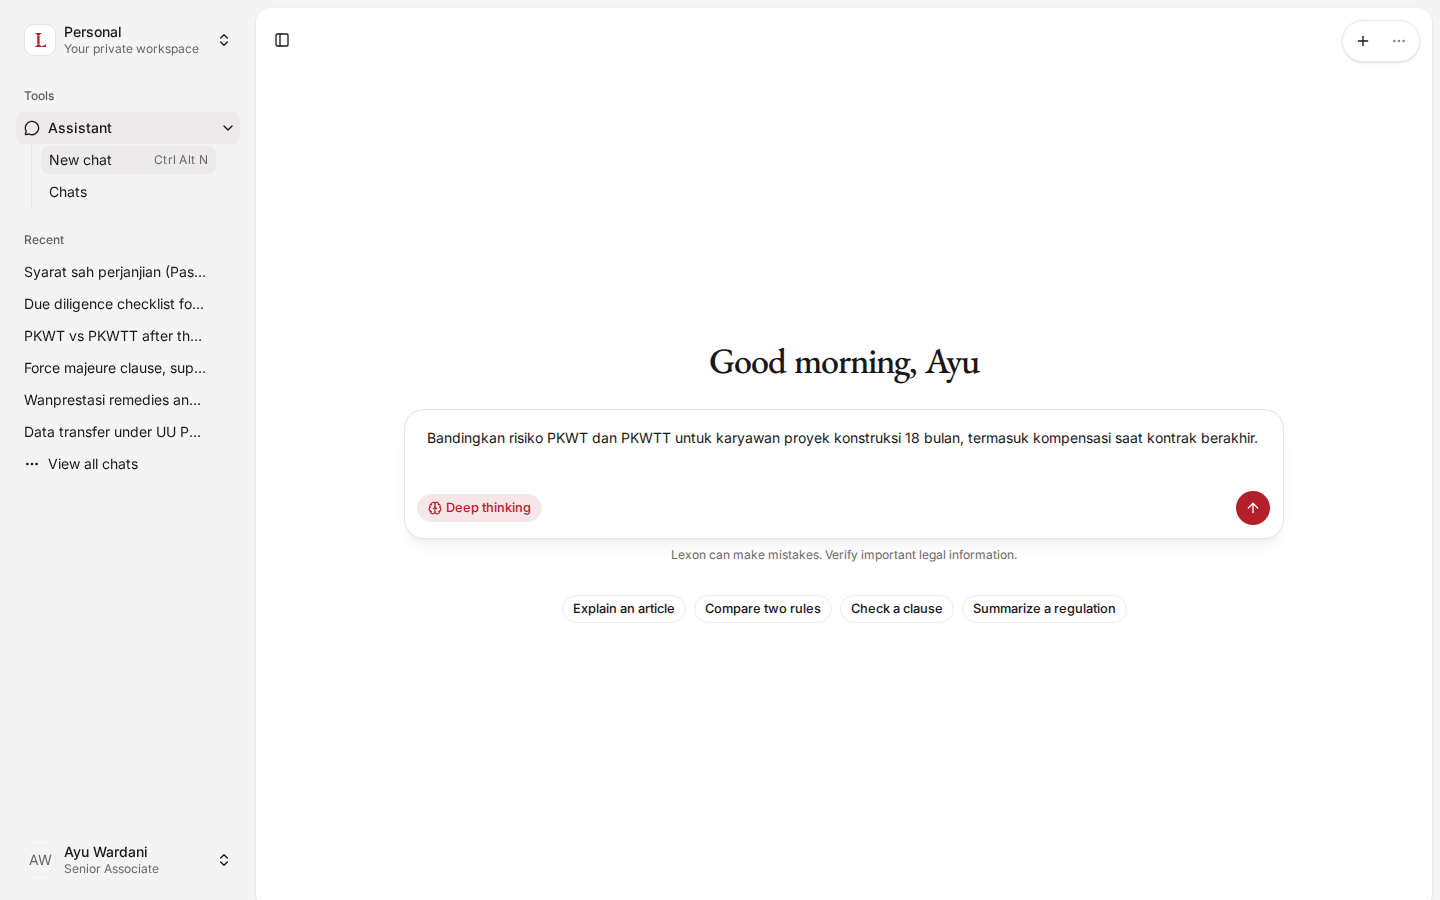 L
Personal
Your private workspace
Tools
Assistant
New chat
Ctrl Alt N
Chats
Recent
Syarat sah perjanjian (Pas...
Due diligence checklist fo...
PKWT vs PKWTT after th...
Force majeure clause, sup...
Wanprestasi remedies an...
Data transfer under UU P...
View all chats
AW
Ayu Wardani
Senior Associate
Good morning, Ayu
Bandingkan risiko PKWT dan PKWTT untuk karyawan proyek konstruksi 18 bulan, termasuk kompensasi saat kontrak berakhir.
Deep thinking
Lexon can make mistakes. Verify important legal information.
Explain an article
Compare two rules
Check a clause
Summarize a regulation